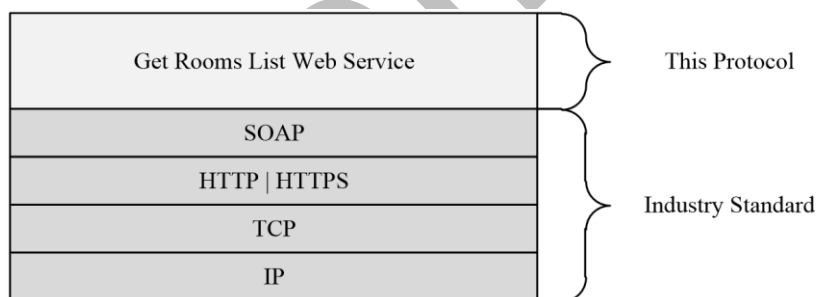 Get Rooms List Web Service
This Protocol
SOAP
HTTP | HTTPS
Industry Standard
TCP
IP